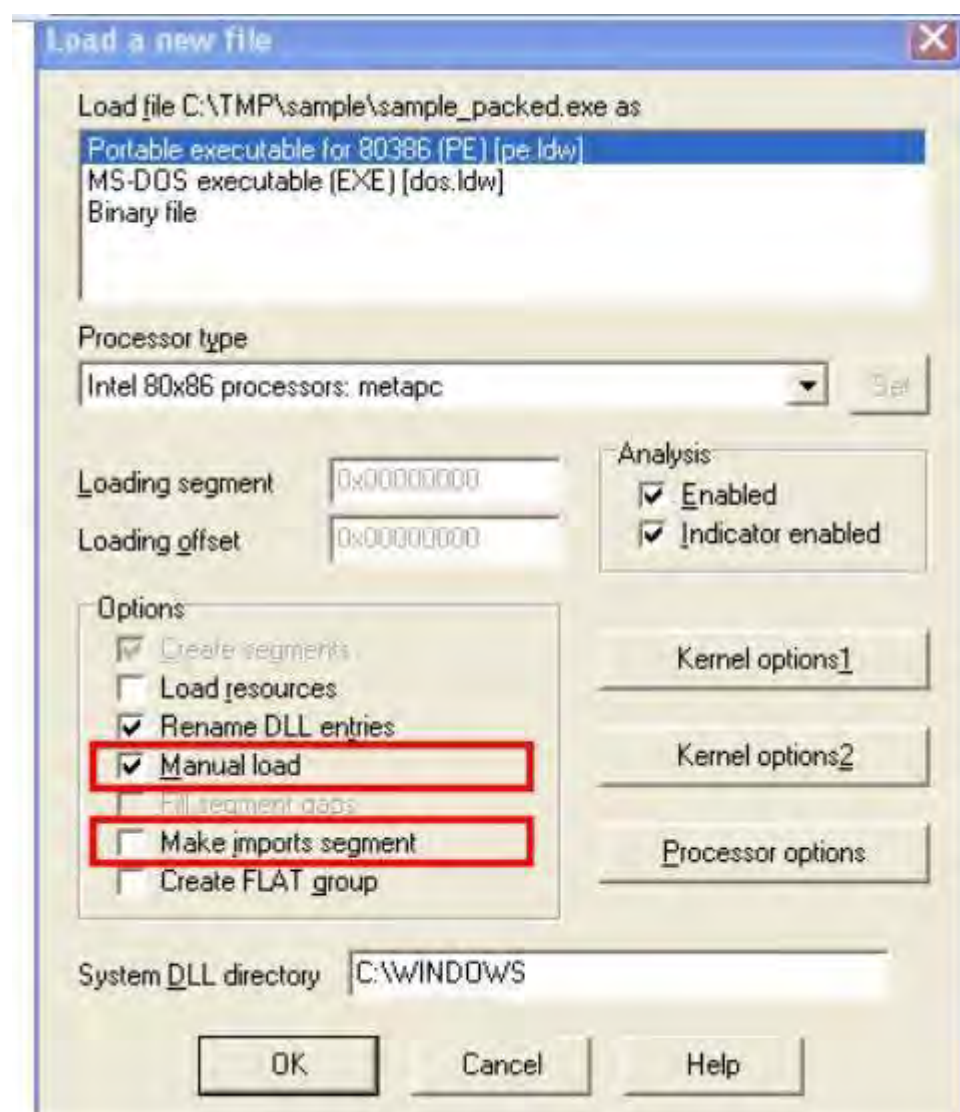 Load a new file
Load file C:\TMP\sample\sample_packed.exe as
Portable executable for 80386 (PE) [pe.ldw]
MS-DOS executable (EXE) [dos.ldw]
Binary file
Processor type
Intel 80x86 processors: metapc
Set
Loading segment
0x00000000
Loading offset
0x00000000
Analysis
Enabled
Indicator enabled
Options
Create segments
Load resources
Rename DLL entries
Manual load
Fill segment gaps
Make imports segment
Create FLAT group
Kernel options1
Kernel options2
Processor options
System DLL directory
C:\WINDOWS
OK
Cancel
Help